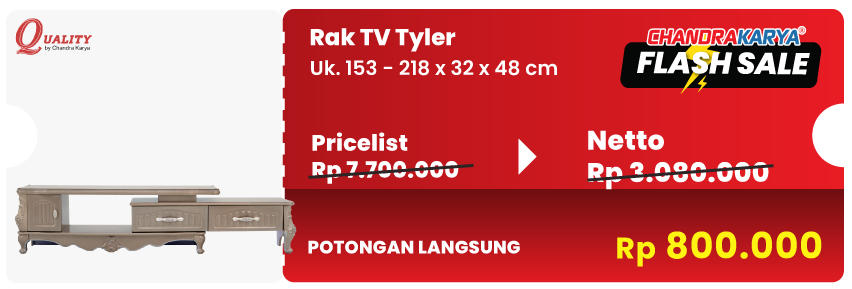 QUALITY
by Chandra Karya
Rak TV Tyler
Uk. 153 - 218 x 32 x 48 cm
CHANDRAKARYA®
FLASH SALE
Pricelist
Rp 7.700.000
Netto
Rp 3.080.000
POTONGAN LANGSUNG
Rp 800.000